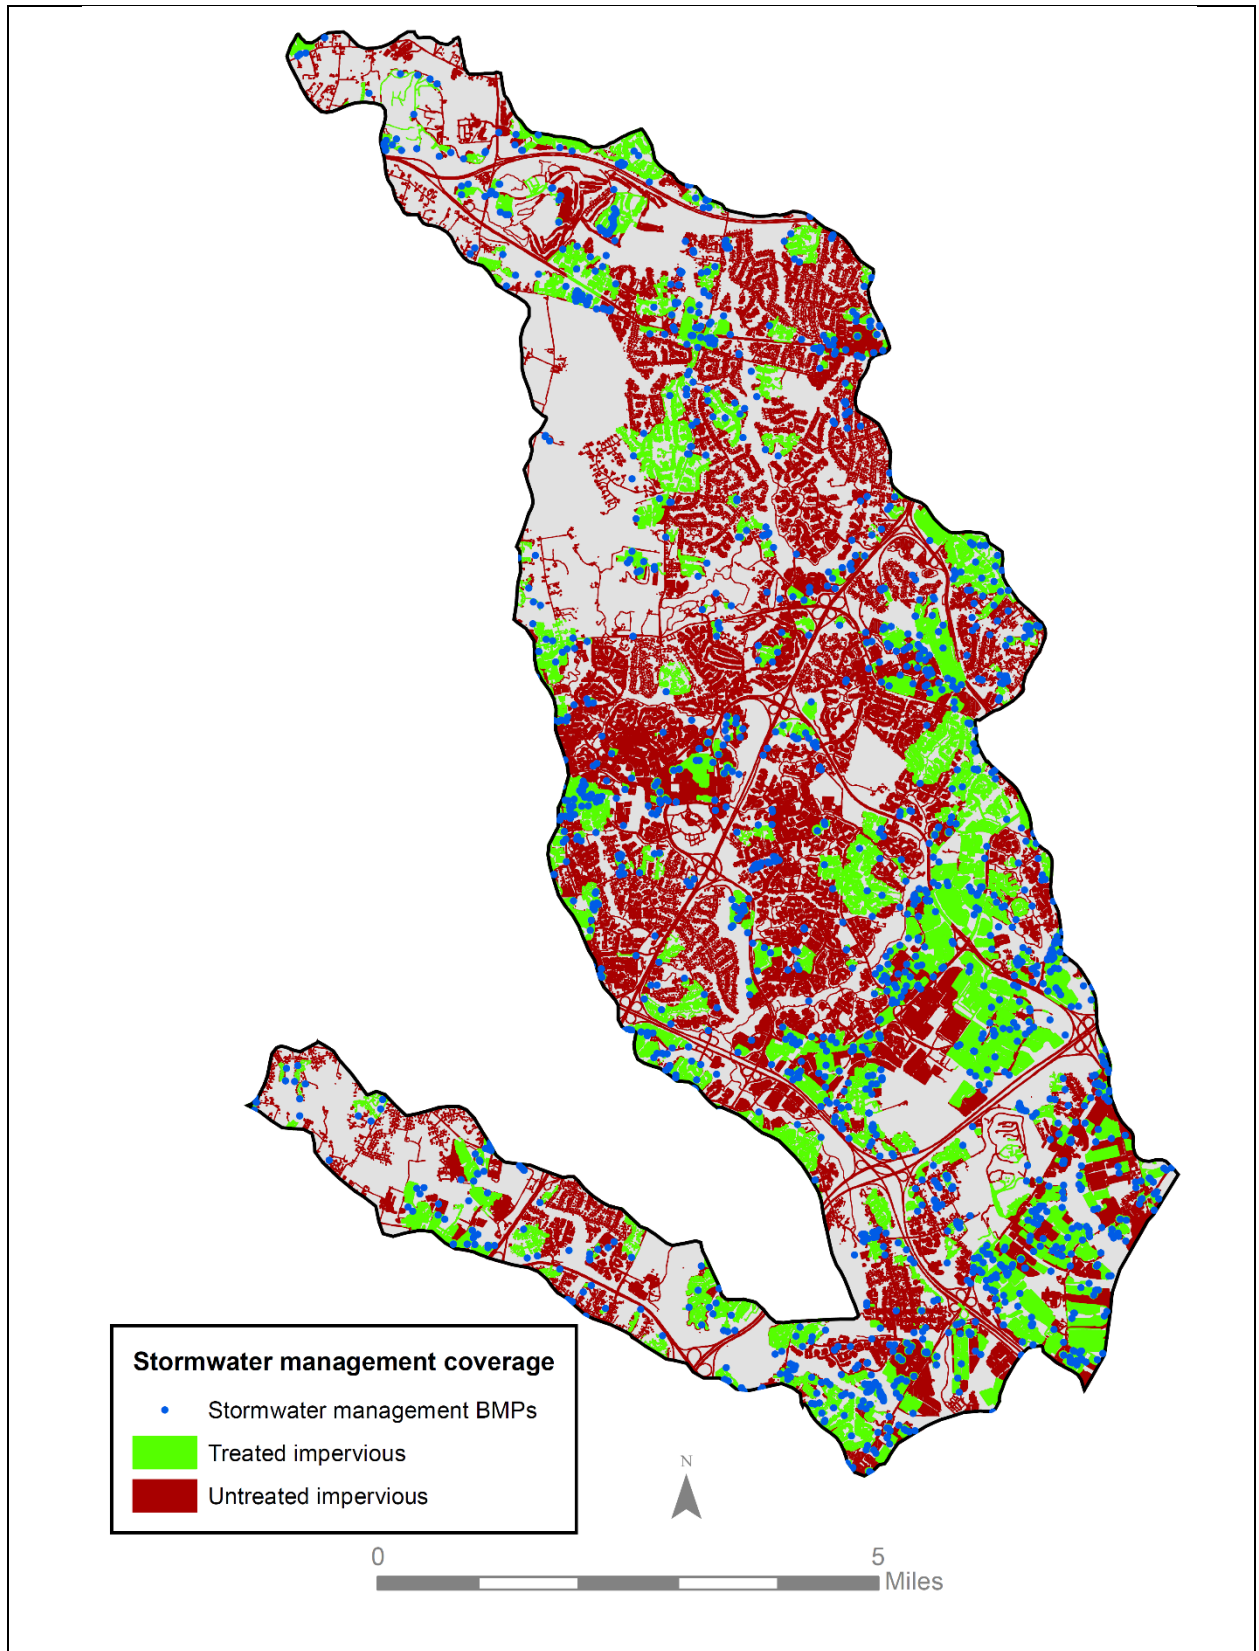 Stormwater management coverage
Stormwater management BMPs
Treated impervious
Untreated impervious
N
0 5
Miles